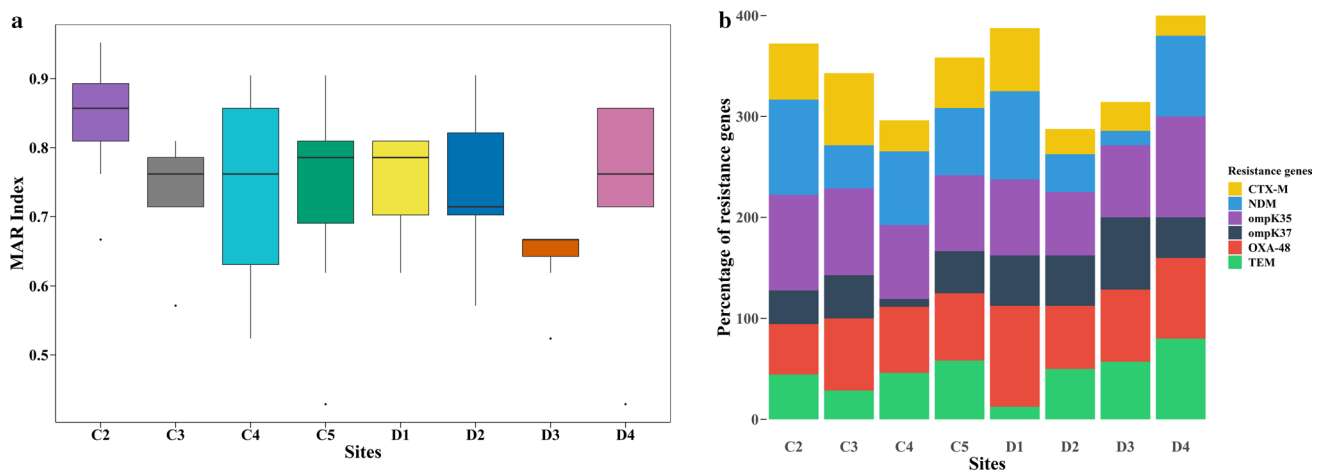 a
MAR Index
0.9
0.8
0.7
0.6
0.5
C2 C3 C4 C5 D1 D2 D3 D4
Sites
b
Percentage of resistance genes
400
300
200
100
0
C2 C3 C4 C5 D1 D2 D3 D4
Sites
Resistance genes
CTX-M
NDM
ompK35
ompK37
OXA-48
TEM